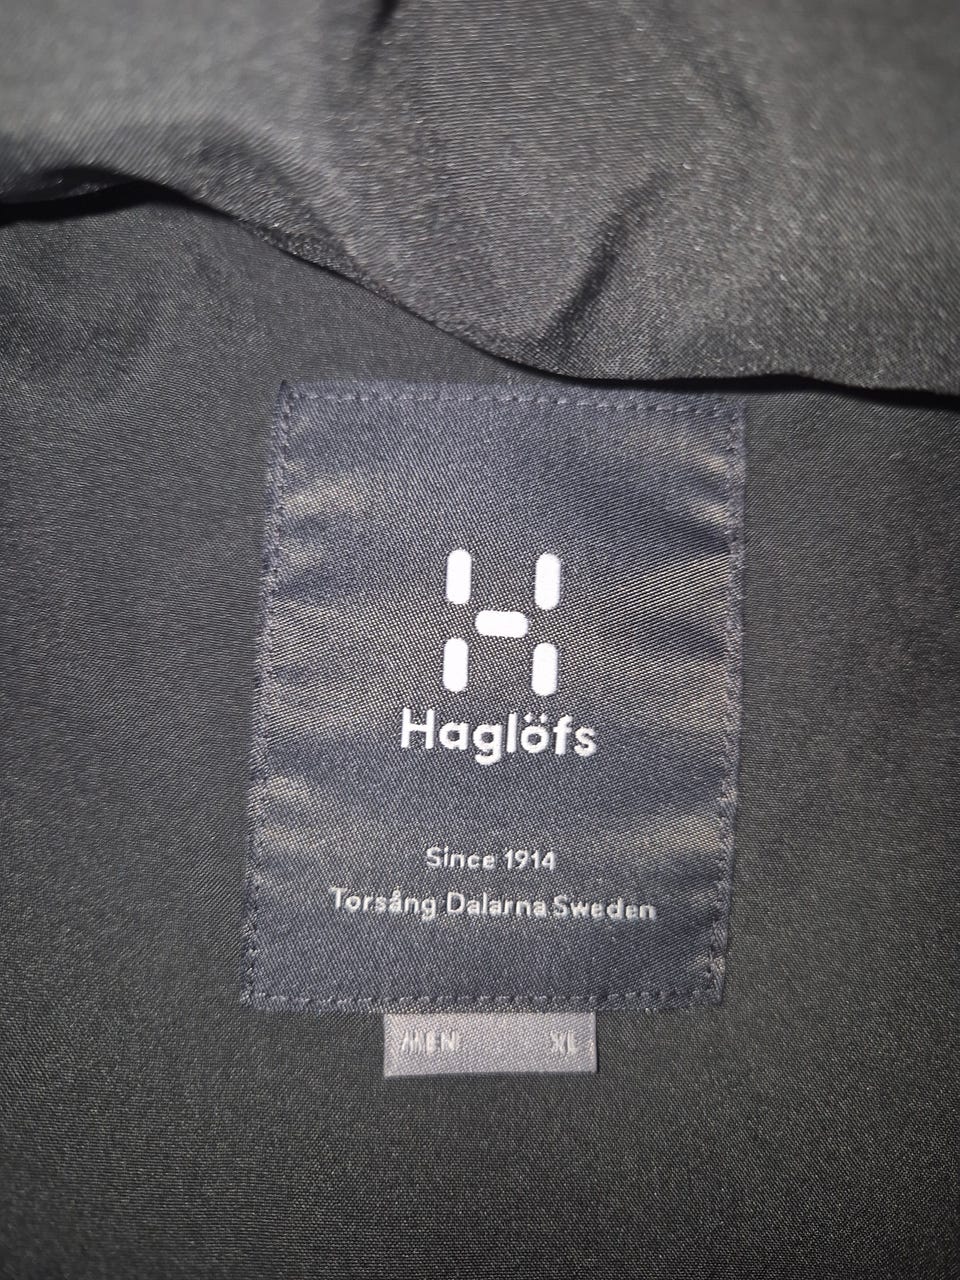 Haglöfs
Since 1914
Torsång Dalarna Sweden
MEN XL